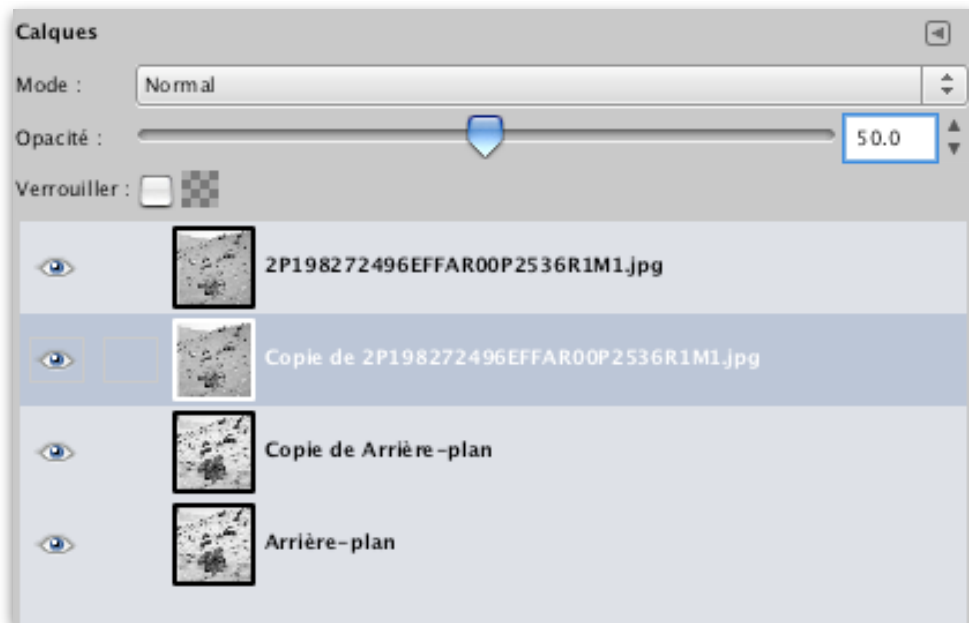 Calques
Mode : Normal
Opacité : 50.0
Verrouiller :
2P198272496EFFAR00P2536R1M1.jpg
Copie de 2P198272496EFFAR00P2536R1M1.jpg
Copie de Arrière-plan
Arrière-plan